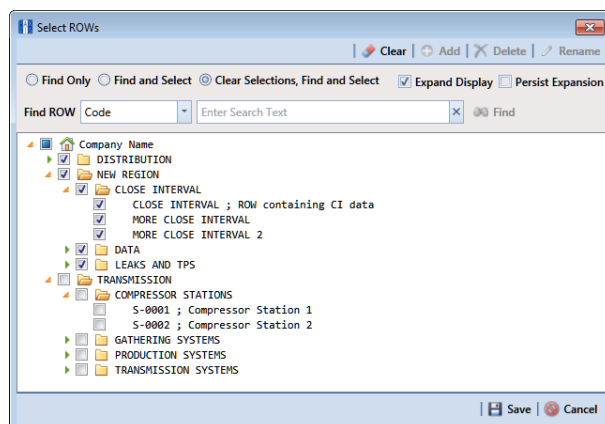 Select ROWs
Clear Add Delete Rename
Find Only Find and Select Clear Selections, Find and Select Expand Display Persist Expansion
Find ROW Code Enter Search Text Find
Company Name
DISTRIBUTION
NEW REGION
CLOSE INTERVAL
CLOSE INTERVAL ; ROW containing CI data
MORE CLOSE INTERVAL
MORE CLOSE INTERVAL 2
DATA
LEAKS AND TPS
TRANSMISSION
COMPRESSOR STATIONS
S-0001 ; Compressor Station 1
S-0002 ; Compressor Station 2
GATHERING SYSTEMS
PRODUCTION SYSTEMS
TRANSMISSION SYSTEMS
Save Cancel